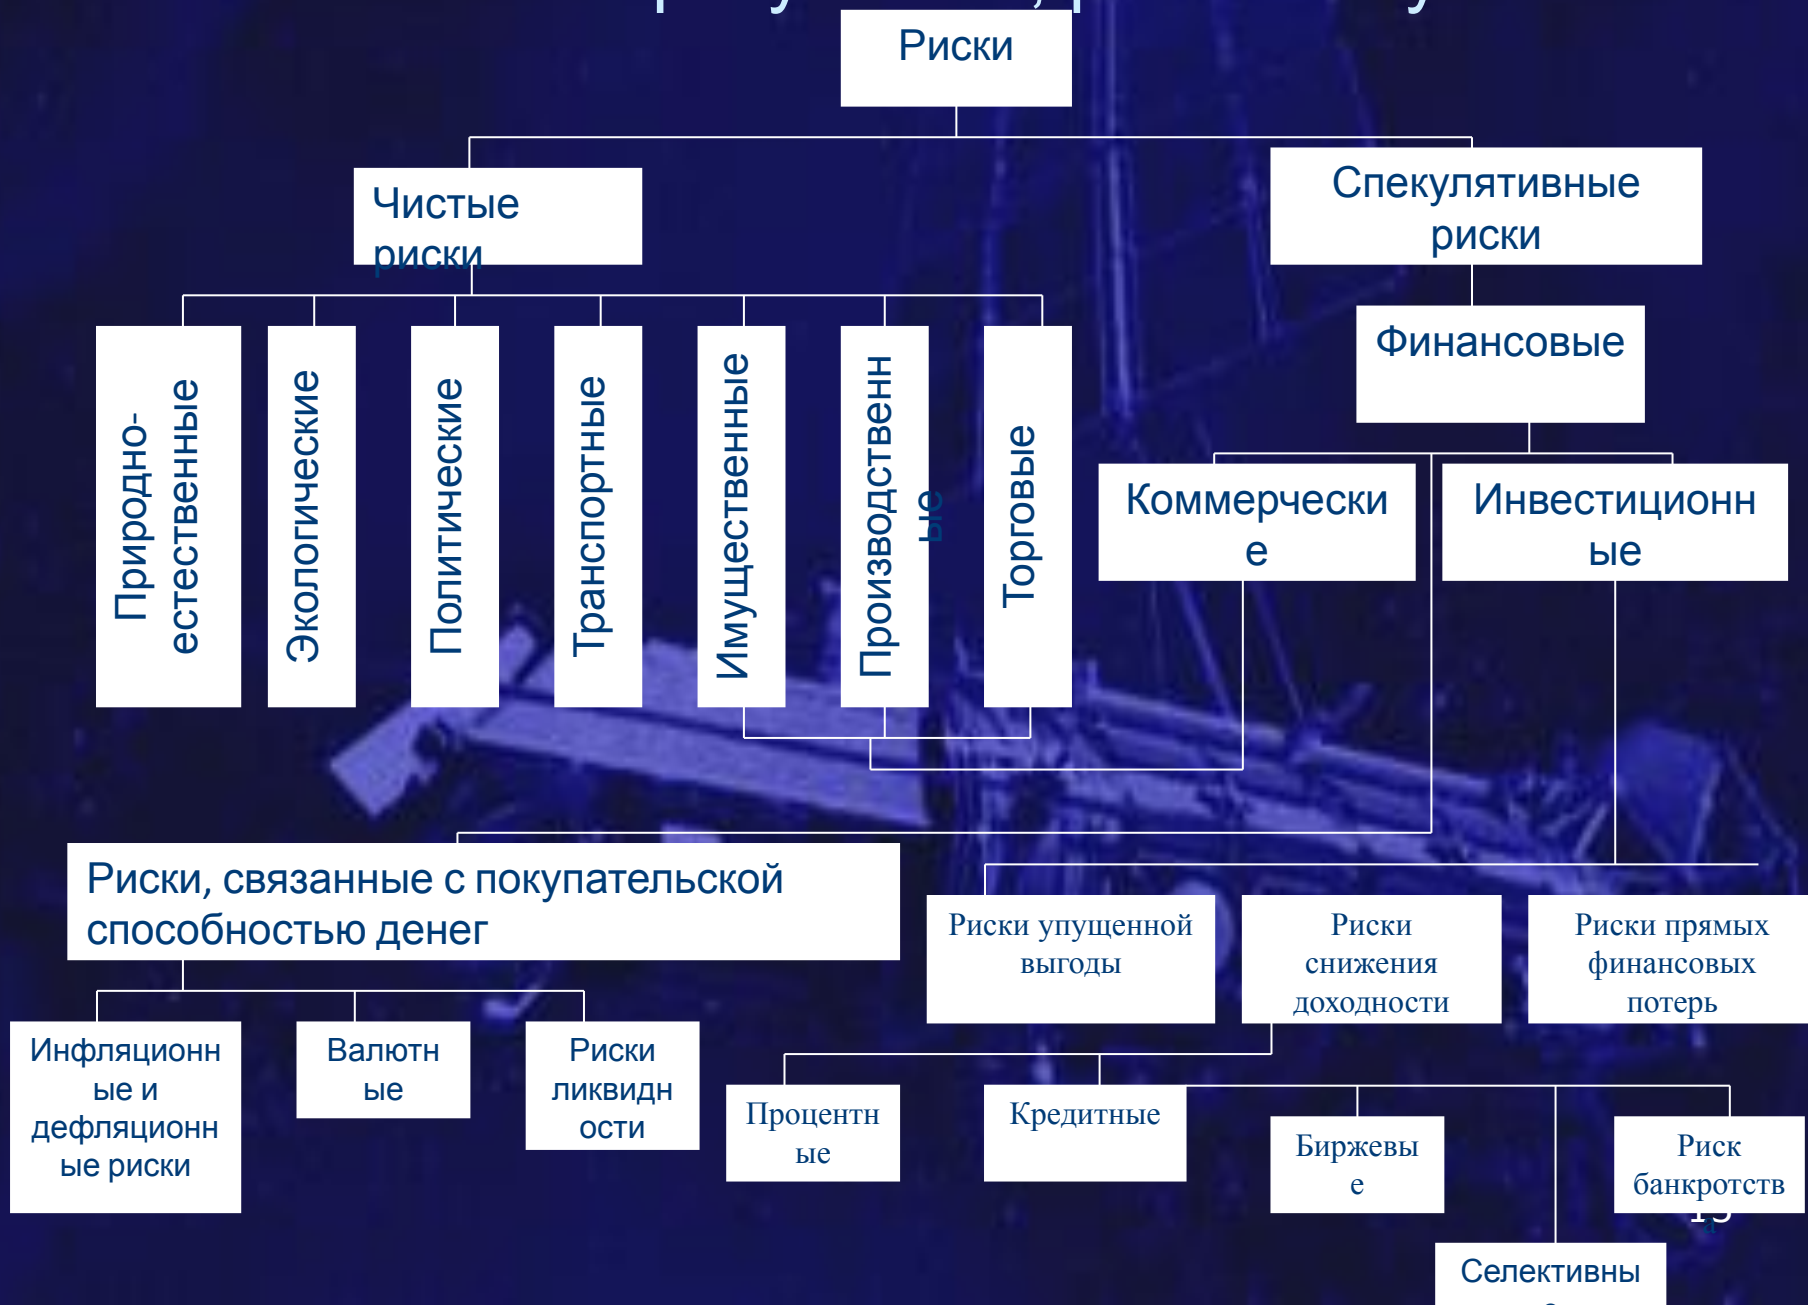 Риски
Чистые
риски
Спекулятивные
риски
Природно-
естественные
Экологические
Политические
Транспортные
Имущественные
Производственн
ые
Торговые
Финансовые
Коммерчески
е
Инвестиционн
ые
Риски, связанные с покупательской
способностью денег
Риски упущенной
выгоды
Риски
снижения
доходности
Риски прямых
финансовых
потерь
Инфляционн
ые и
дефляционн
ые риски
Валютн
ые
Риски
ликвидн
ости
Процентн
ые
Кредитные
Биржевы
е
Риск
банкротств
а
Селективны